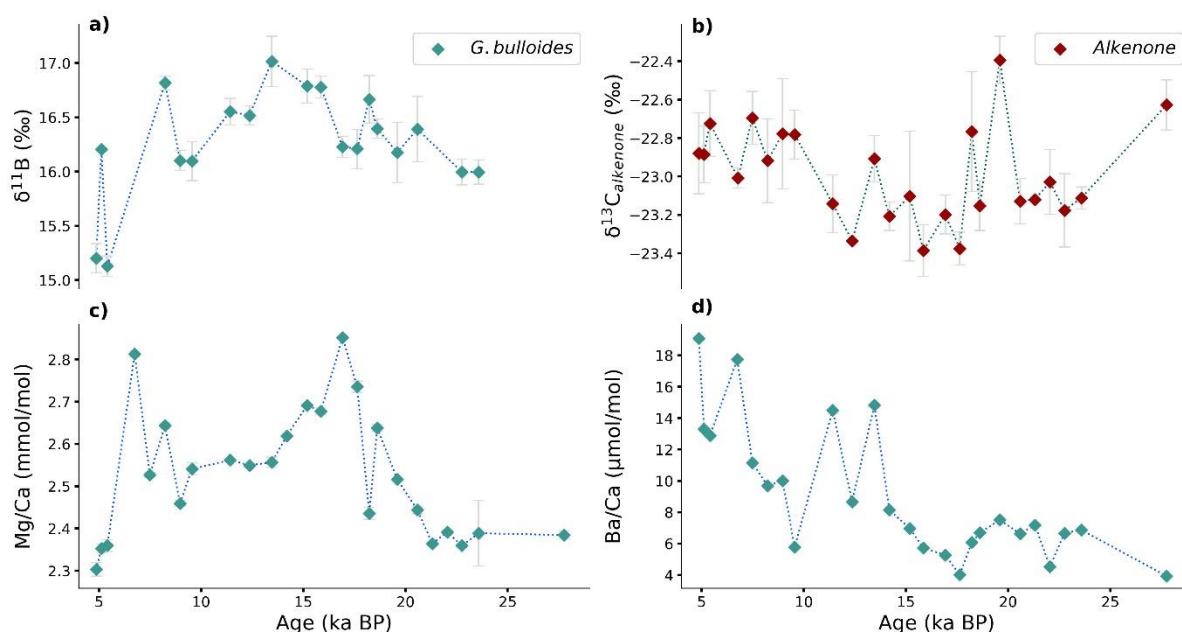 a)
G. bulloides
δ¹¹B (‰)
17.0
16.5
16.0
15.5
15.0
b)
Alkenone
δ¹³C_alkenone (‰)
−22.4
−22.6
−22.8
−23.0
−23.2
−23.4
c)
Mg/Ca (mmol/mol)
2.8
2.7
2.6
2.5
2.4
2.3
5 10 15 20 25
Age (ka BP)
d)
Ba/Ca (μmol/mol)
18
16
14
12
10
8
6
4
5 10 15 20 25
Age (ka BP)